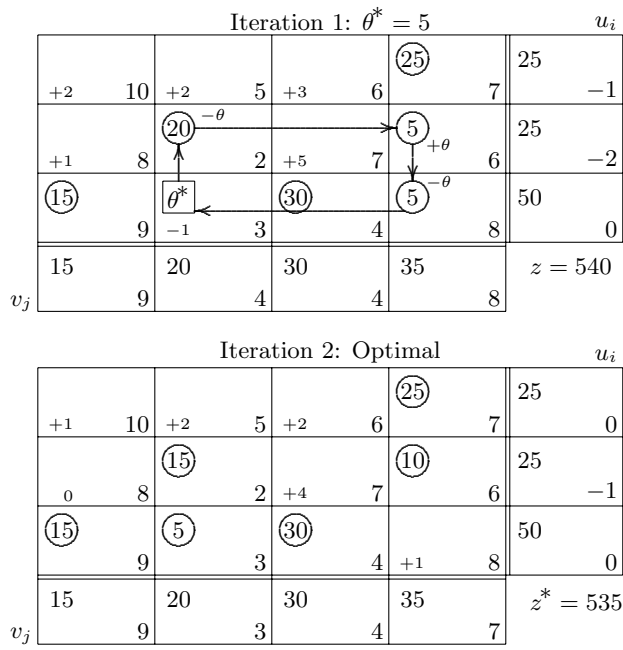 Iteration 1: θ* = 5 u_i
25 25
+2 10 +2 5 +3 6 7 −1
20 −θ 5 25
+θ
+1 8 2 +5 7 6 −2
15 θ* 30 5 −θ 50
9 −1 3 4 8 0
15 20 30 35 z = 540
v_j 9 4 4 8
Iteration 2: Optimal u_i
25 25
+1 10 +2 5 +2 6 7 0
15 10 25
0 8 2 +4 7 6 −1
15 5 30 50
9 3 4 +1 8 0
15 20 30 35 z* = 535
v_j 9 3 4 7